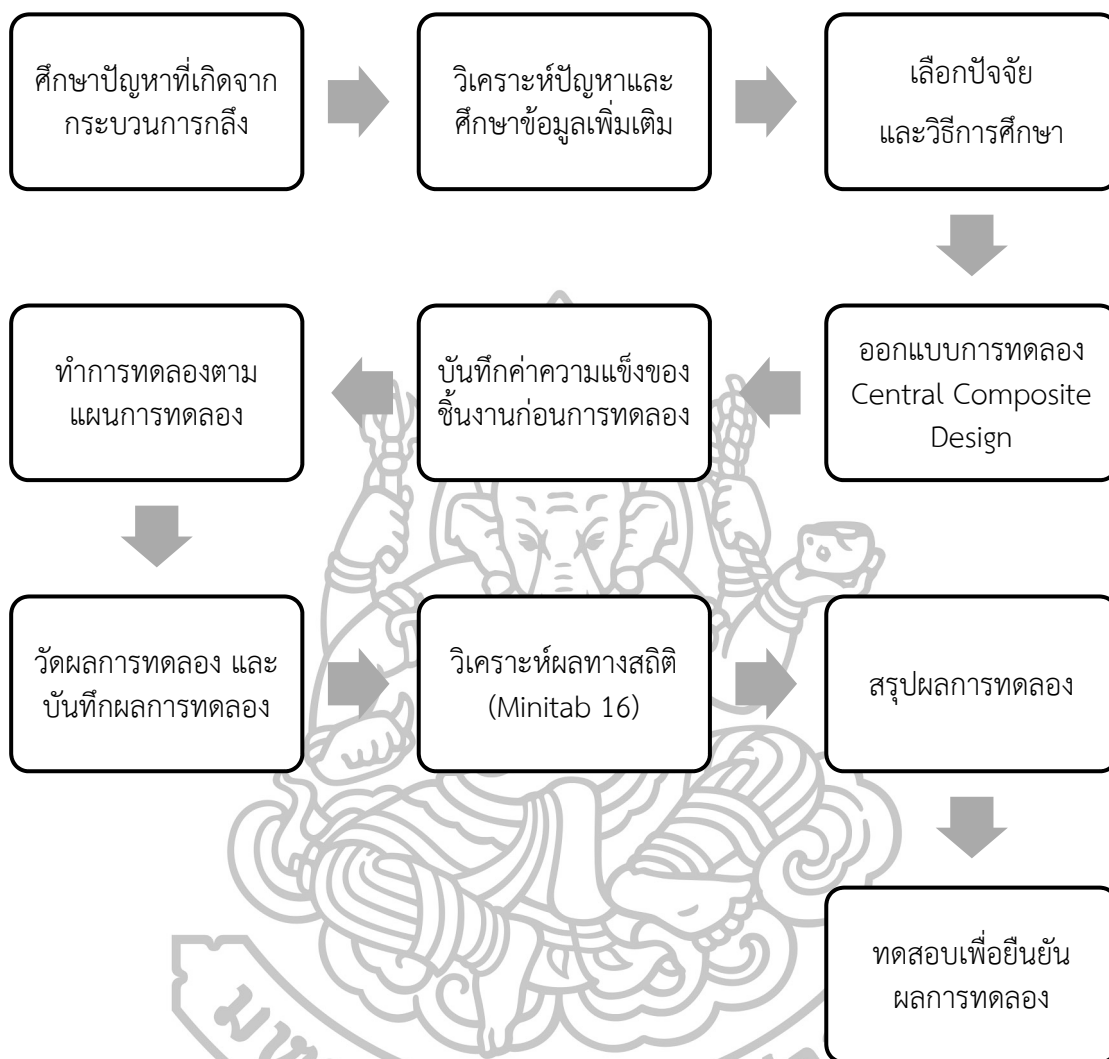 ศึกษาปัญหาที่เกิดจาก
กระบวนการกลึง
วิเคราะห์ปัญหาและ
ศึกษาข้อมูลเพิ่มเติม
เลือกปัจจัย
และวิธีการศึกษา
ออกแบบการทดลอง
Central Composite
Design
บันทึกค่าความแข็งของ
ชิ้นงานก่อนการทดลอง
ทำการทดลองตาม
แผนการทดลอง
วัดผลการทดลอง และ
บันทึกผลการทดลอง
วิเคราะห์ผลทางสถิติ
(Minitab 16)
สรุปผลการทดลอง
ทดสอบเพื่อยืนยัน
ผลการทดลอง